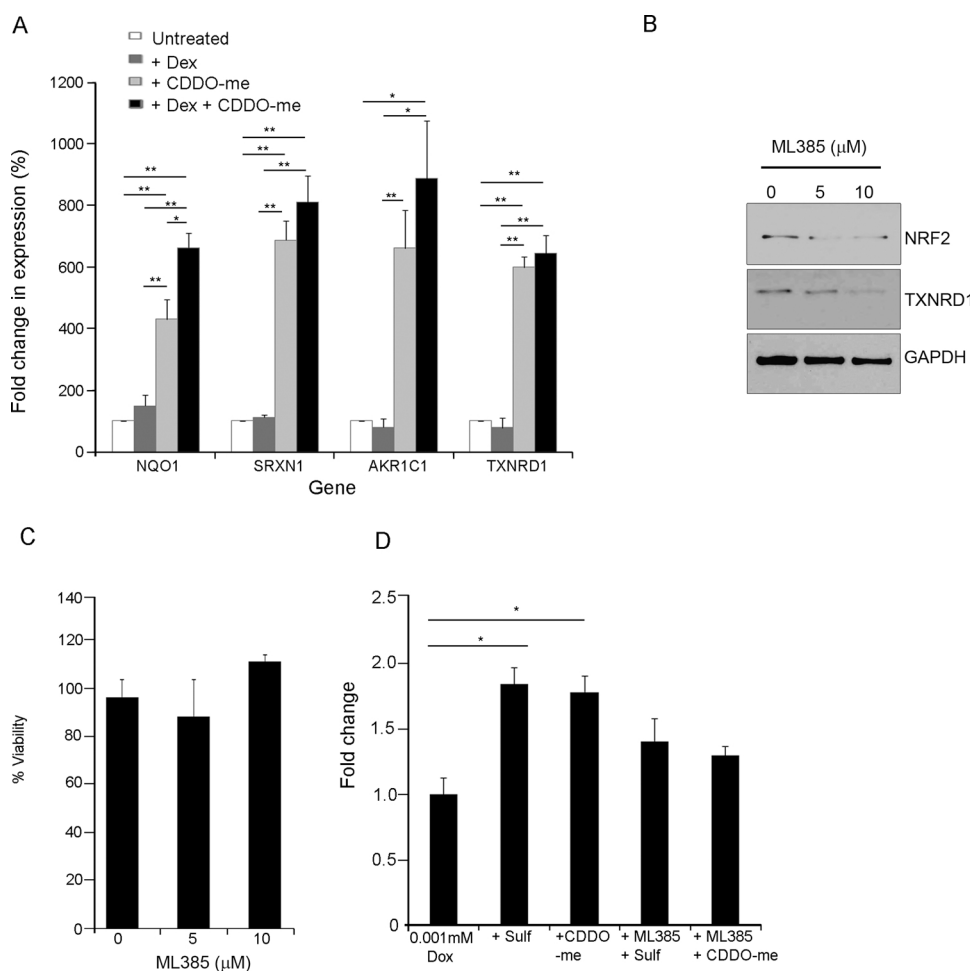 A
Untreated
+ Dex
+ CDDO-me
+ Dex + CDDO-me
Fold change in expression (%)
1200
1000
800
600
400
200
0
** ** ** ** * **
** ** ** **
* * **
** ** ** **
NQO1 SRXN1 AKR1C1 TXNRD1
Gene
B
ML385 (μM)
0 5 10
NRF2
TXNRD1
GAPDH
C
% Viability
140
120
100
80
60
40
20
0
0 5 10
ML385 (μM)
D
Fold change
2.5
2.0
1.5
1.0
0.5
0
*
*
0.001mM + Sulf +CDDO + ML385 + ML385
Dox -me + Sulf + CDDO-me